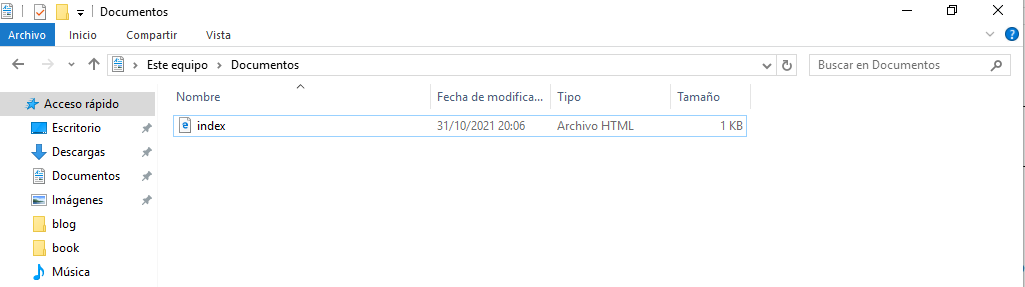 Documentos
Archivo Inicio Compartir Vista
Este equipo Documentos Buscar en Documentos
Nombre Fecha de modifica... Tipo Tamaño
Acceso rápido
index 31/10/2021 20:06 Archivo HTML 1 KB
Escritorio
Descargas
Documentos
Imágenes
blog
book
Música